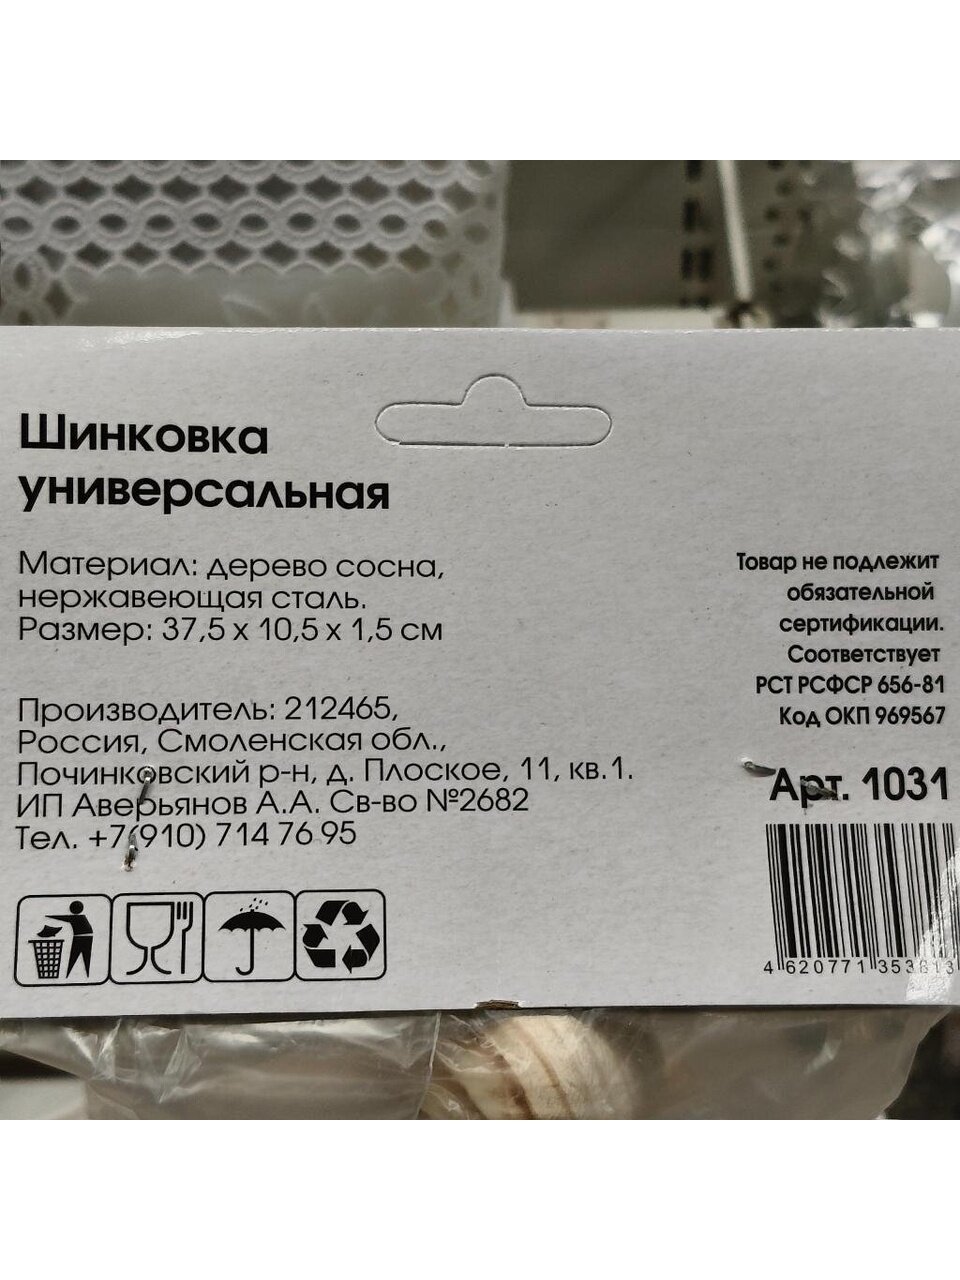 Шинковка
универсальная
Материал: дерево сосна,
нержавеющая сталь.
Размер: 37,5 х 10,5 х 1,5 см
Производитель: 212465,
Россия, Смоленская обл.,
Починковский р-н, д. Плоское, 11, кв.1.
ИП Аверьянов А.А. Св-во №2682
Тел. +7(910) 714 76 95
Товар не подлежит
обязательной
сертификации.
Соответствует
РСТ РСФСР 656-81
Код ОКП 969567
Арт. 1031
4 620771 353813